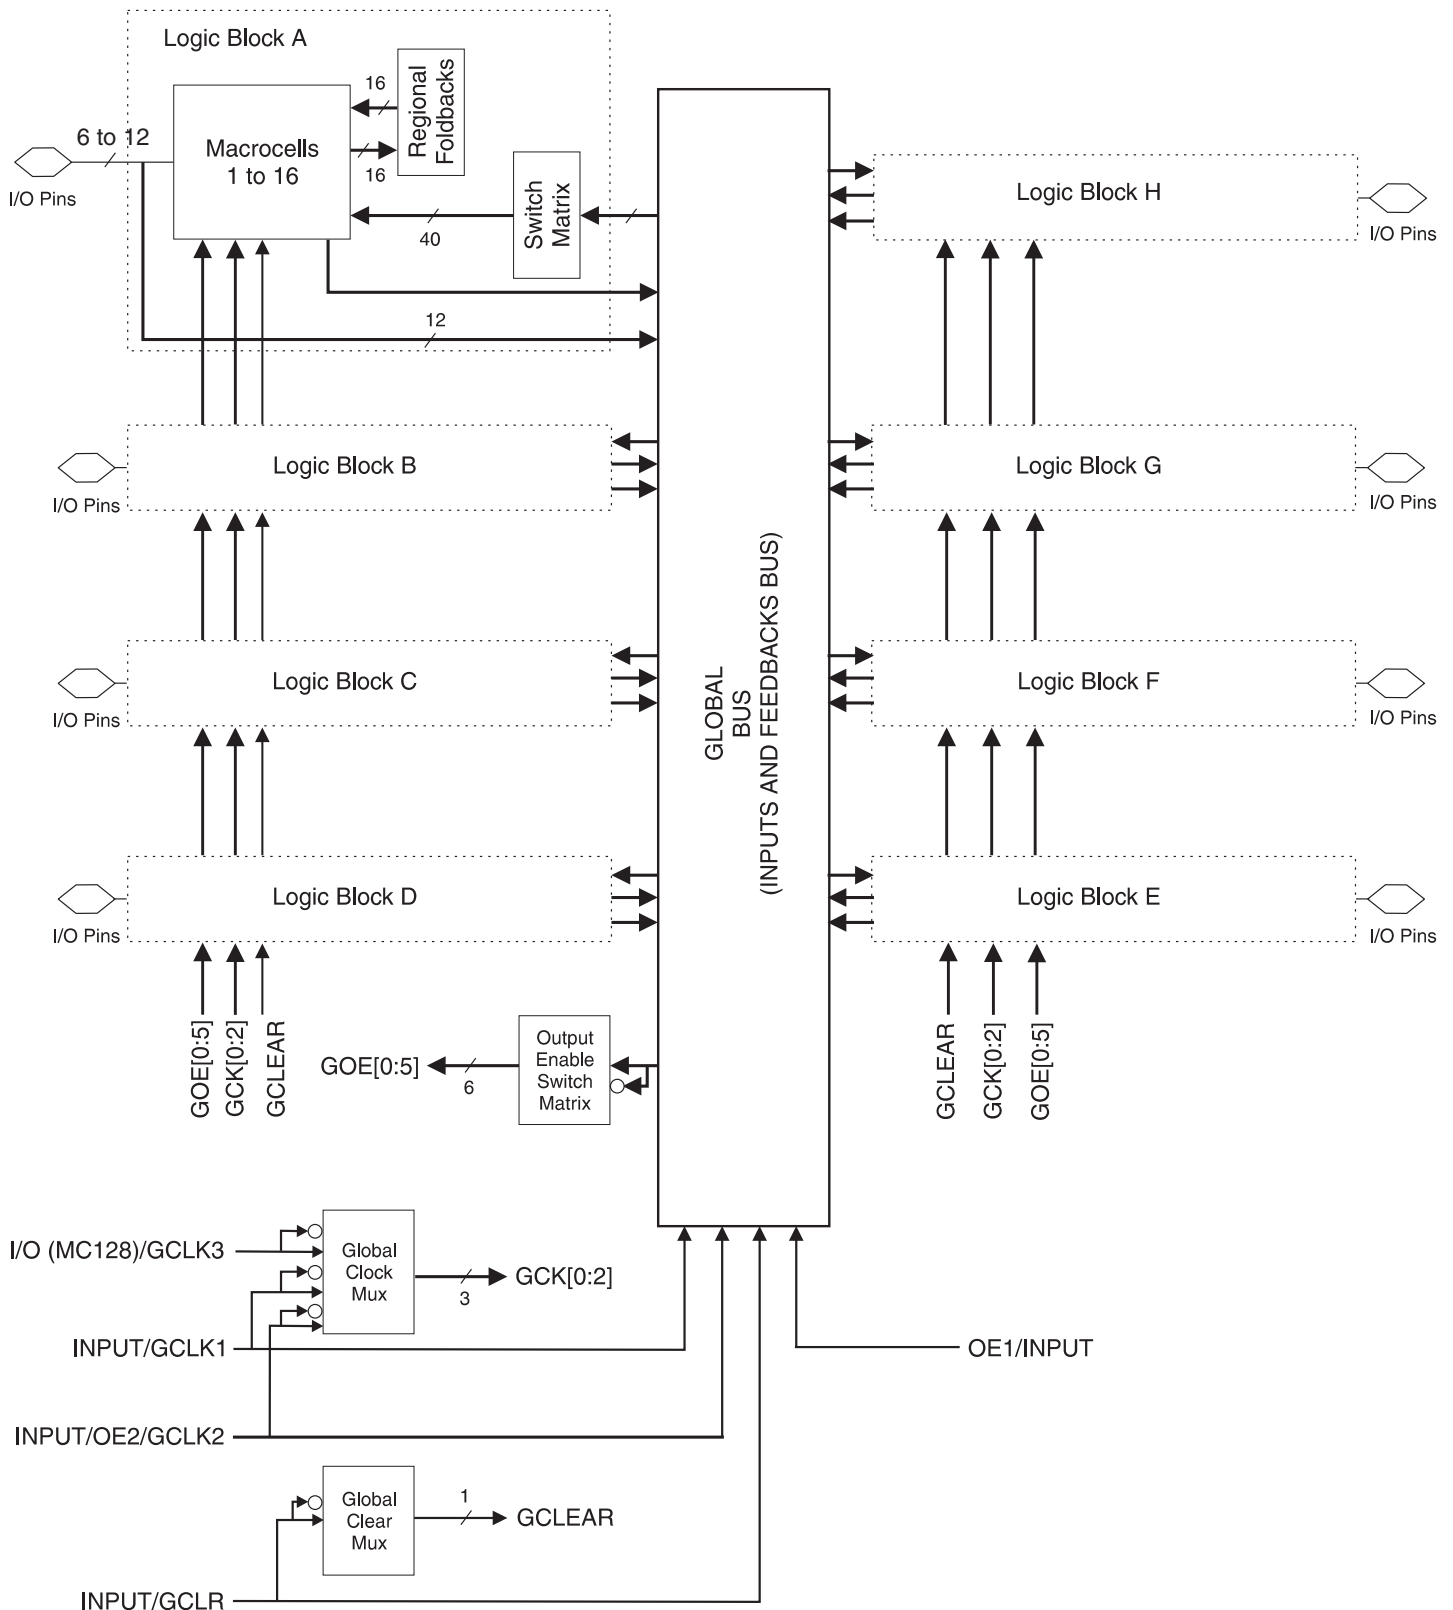 Logic Block A
6 to 12
I/O Pins
Macrocells
1 to 16
16
16
Regional
Foldbacks
40
Switch
Matrix
12
Logic Block H
I/O Pins
Logic Block B
I/O Pins
Logic Block G
I/O Pins
Logic Block C
I/O Pins
Logic Block F
I/O Pins
Logic Block D
I/O Pins
Logic Block E
I/O Pins
GLOBAL
BUS
(INPUTS AND FEEDBACKS BUS)
GOE[0:5]
GCK[0:2]
GCLEAR
GOE[0:5]
6
Output
Enable
Switch
Matrix
GCLEAR
GCK[0:2]
GOE[0:5]
I/O (MC128)/GCLK3
Global
Clock
Mux
3
GCK[0:2]
INPUT/GCLK1
OE1/INPUT
INPUT/OE2/GCLK2
Global
Clear
Mux
1
GCLEAR
INPUT/GCLR